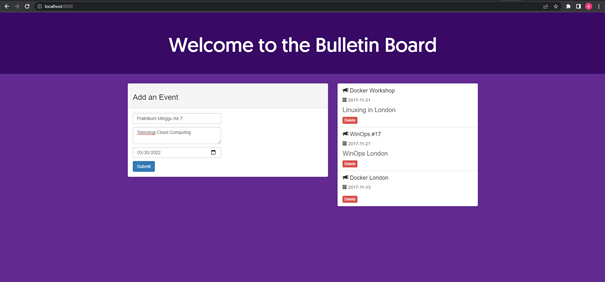 localhost:8080
Welcome to the Bulletin Board
Add an Event
Praktikum Minggu Ke 7
Teknologi Cloud Computing
03/30/2022
Submit
Docker Workshop
2017-11-21
Linuxing in London
Delete
WinOps #17
2017-11-21
WinOps London
Delete
Docker London
2017-11-13
Delete